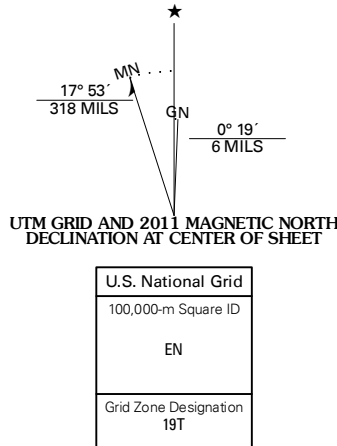 ★
MN
17° 53´
318 MILS
GN
0° 19´
6 MILS
UTM GRID AND 2011 MAGNETIC NORTH
DECLINATION AT CENTER OF SHEET
U.S. National Grid
100,000-m Square ID
EN
Grid Zone Designation
19T